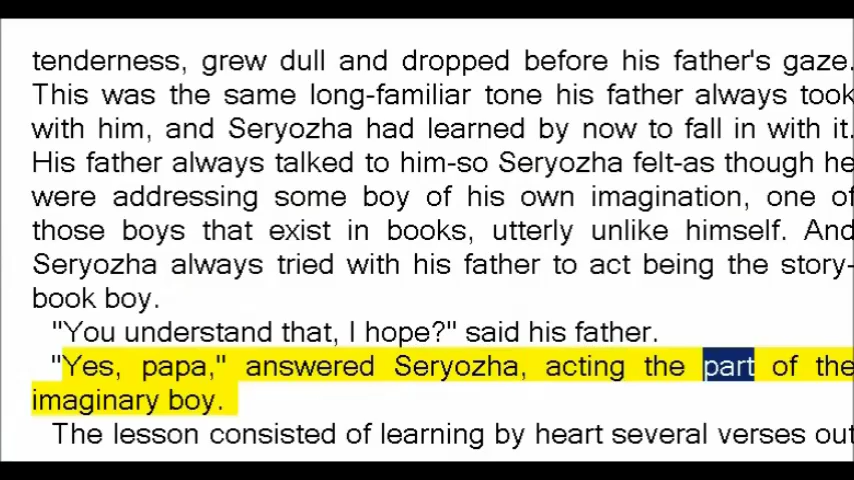 tenderness, grew dull and dropped before his father's gaze.
This was the same long-familiar tone his father always took
with him, and Seryozha had learned by now to fall in with it.
His father always talked to him-so Seryozha felt-as though he
were addressing some boy of his own imagination, one of
those boys that exist in books, utterly unlike himself. And
Seryozha always tried with his father to act being the story-
book boy.
"You understand that, I hope?" said his father.
"Yes, papa," answered Seryozha, acting the part of the
imaginary boy.
The lesson consisted of learning by heart several verses out